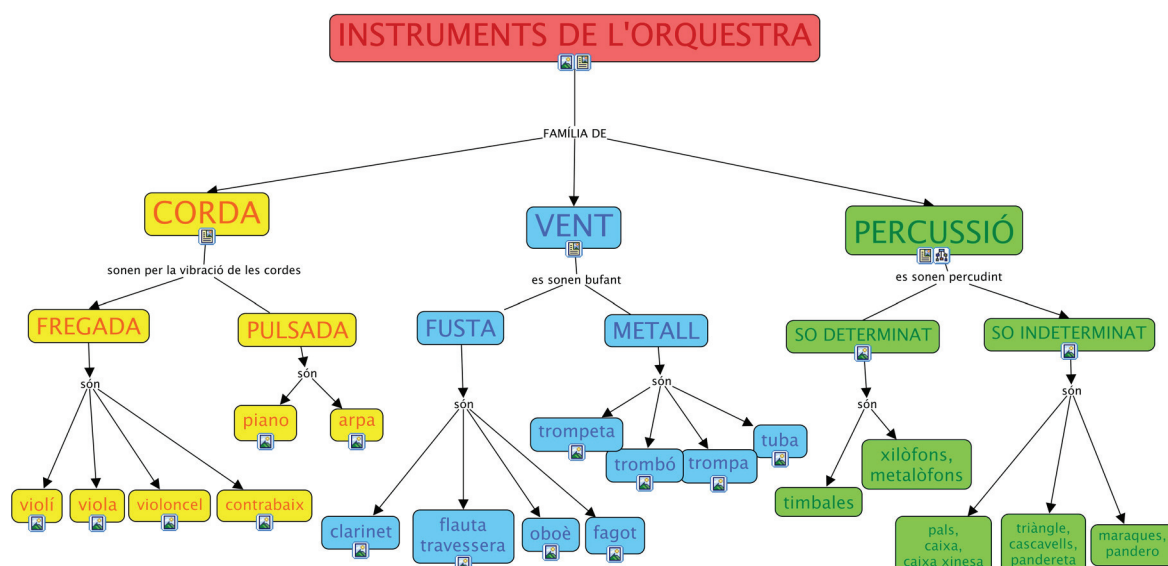 INSTRUMENTS DE L'ORQUESTRA
FAMÍLIA DE
CORDA
VENT
PERCUSSIÓ
sonen per la vibració de les cordes
es sonen bufant
es sonen percudint
FREGADA
PULSADA
FUSTA
METALL
SO DETERMINAT
SO INDETERMINAT
són
són
són
són
són
són
piano
arpa
trompeta
trombó
trompa
tuba
xilòfons,
metalòfons
timbales
violí
viola
violoncel
contrabaix
clarinet
flauta
travessera
oboè
fagot
pals,
caixa,
caixa xinesa
triàngle,
cascavells,
pandereta
maraques,
pandero